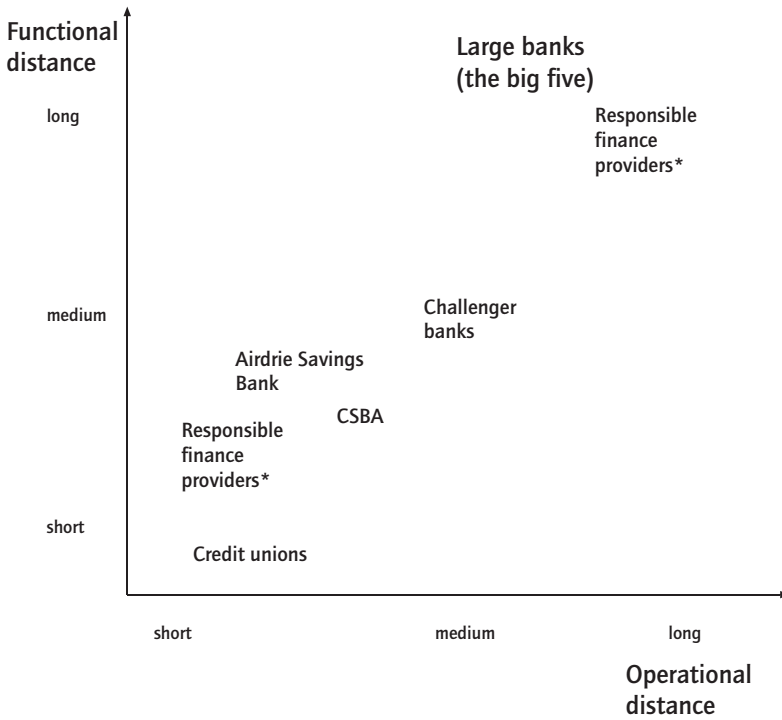 Functional
distance
Large banks
(the big five)
long
Responsible
finance
providers*
medium
Challenger
banks
Airdrie Savings
Bank
CSBA
Responsible
finance
providers*
short
Credit unions
short
medium
long
Operational
distance